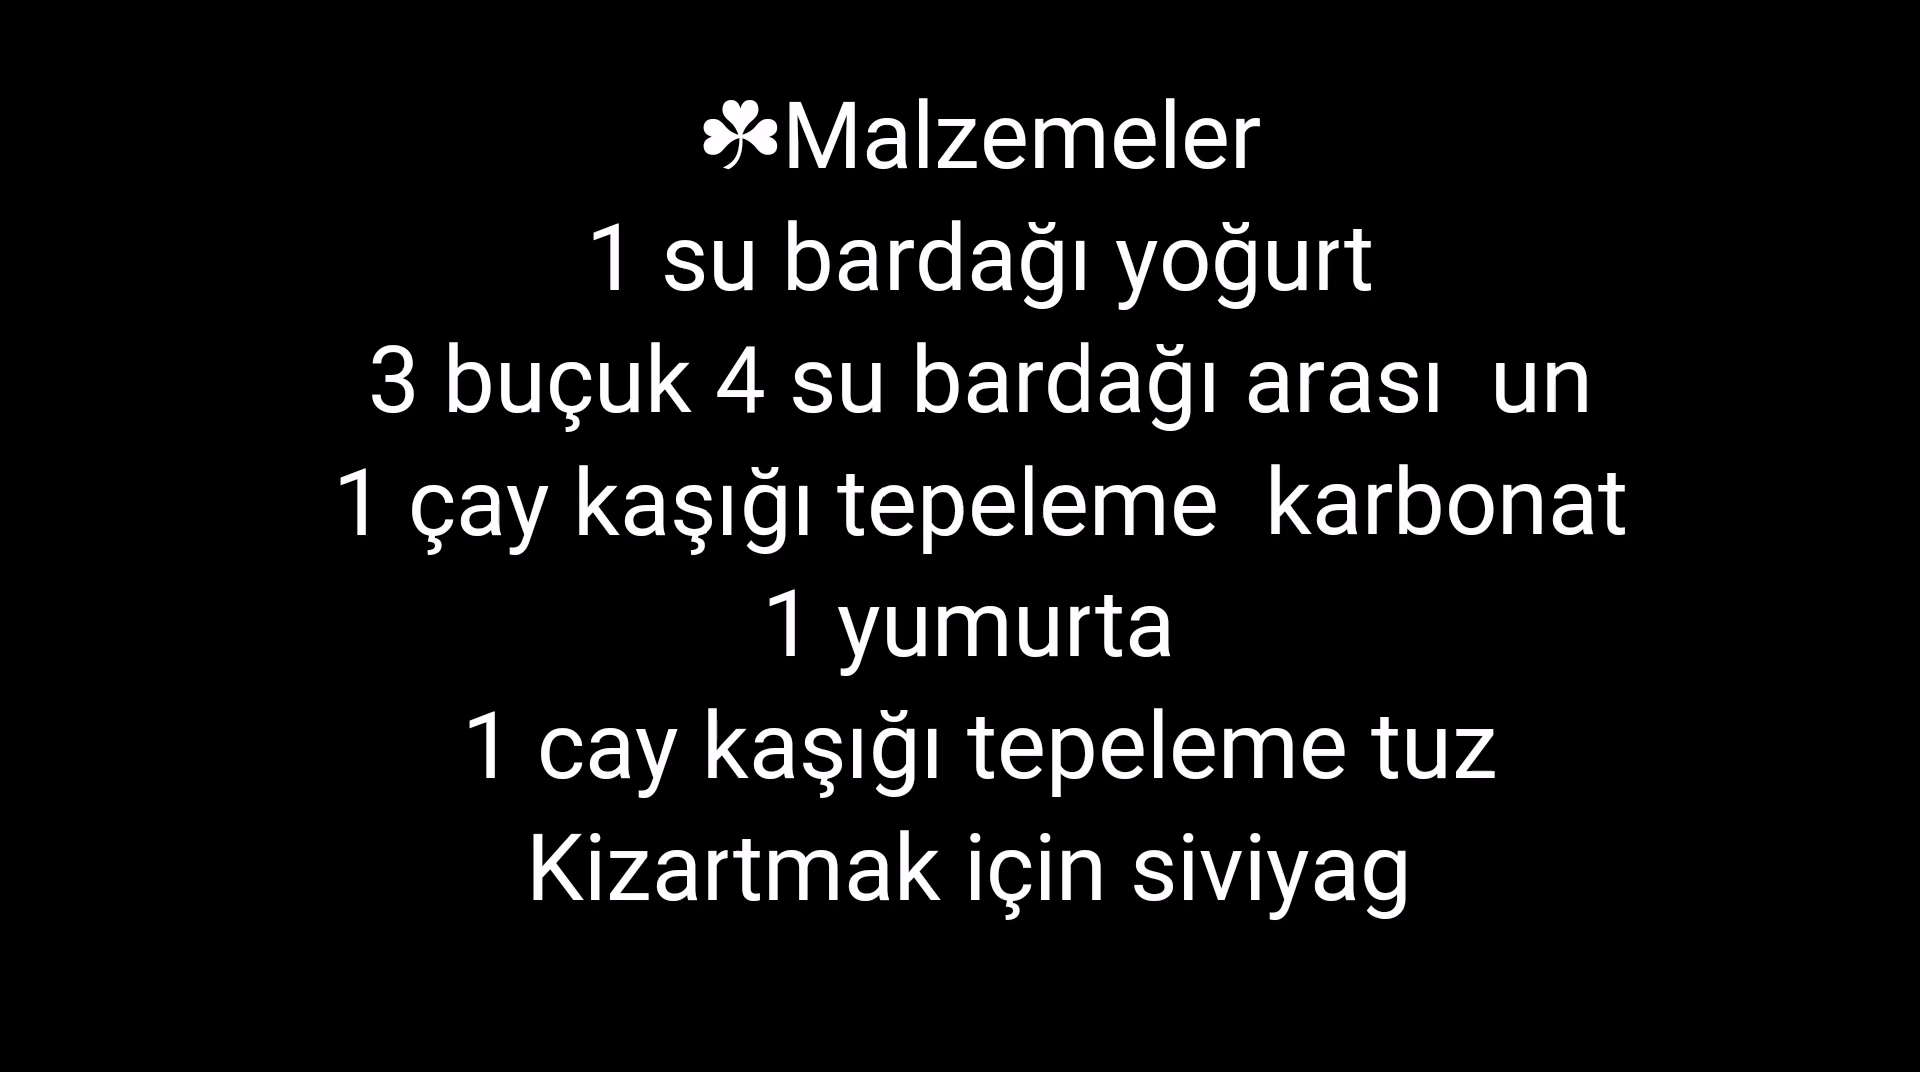 ☘Malzemeler
1 su bardağı yoğurt
3 buçuk 4 su bardağı arası  un
1 çay kaşığı tepeleme  karbonat
1 yumurta
1 cay kaşığı tepeleme tuz
Kizartmak için siviyag